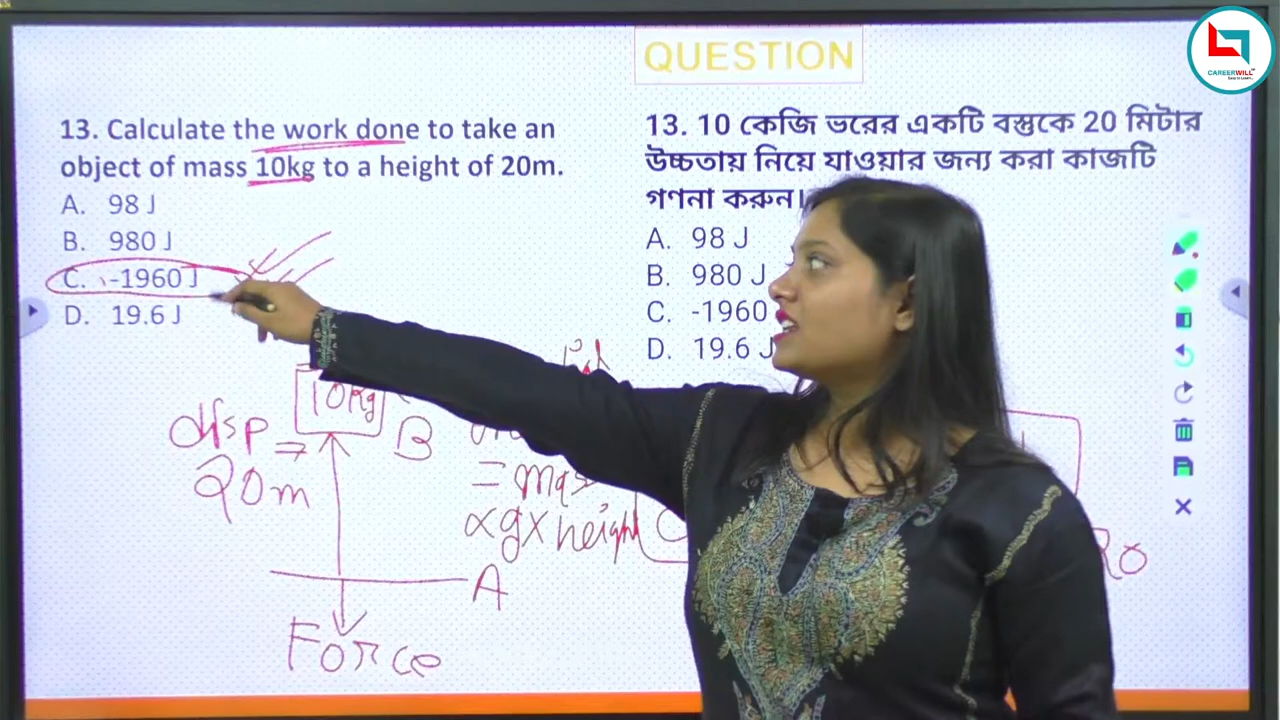 QUESTION
CAREERWILL
13. Calculate the work done to take an
object of mass 10kg to a height of 20m.
A. 98 J
B. 980 J
C. -1960 J
D. 19.6 J
13. 10 কেজি ভরের একটি বস্তুকে 20 মিটার
উচ্চতায় নিয়ে যাওয়ার জন্য করা কাজটি
গণনা করুন।
A. 98 J
B. 980 J
C. -1960
D. 19.6 J
10kg
B
disp =
20m
= mas
x g x height
A
Force
20